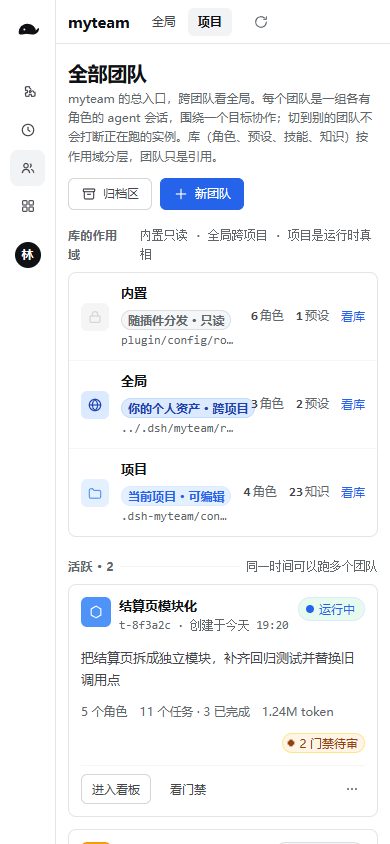 myteam 全局 项目
全部团队
myteam 的总入口，跨团队看全局。每个团队是一组各有
角色的 agent 会话，围绕一个目标协作；切到别的团队不
会打断正在跑的实例。库（角色、预设、技能、知识）按
作用域分层，团队只是引用。
归档区 新团队
库的作用域 内置只读 · 全局跨项目 · 项目是运行时真相
内置
随插件分发 • 只读 6 角色 1 预设 看库
plugin/config/ro…
全局
你的个人资产 • 跨项目 3 角色 2 预设 看库
../.dsh/myteam/r…
项目
当前项目 • 可编辑 4 角色 23 知识 看库
.dsh-myteam/con…
活跃 • 2 同一时间可以跑多个团队
结算页模块化 运行中
t-8f3a2c · 创建于今天 19:20
把结算页拆成独立模块，补齐回归测试并替换旧
调用点
5 个角色 11 个任务 · 3 已完成 1.24M token
2 门禁待审
进入看板 看门禁 ···
林